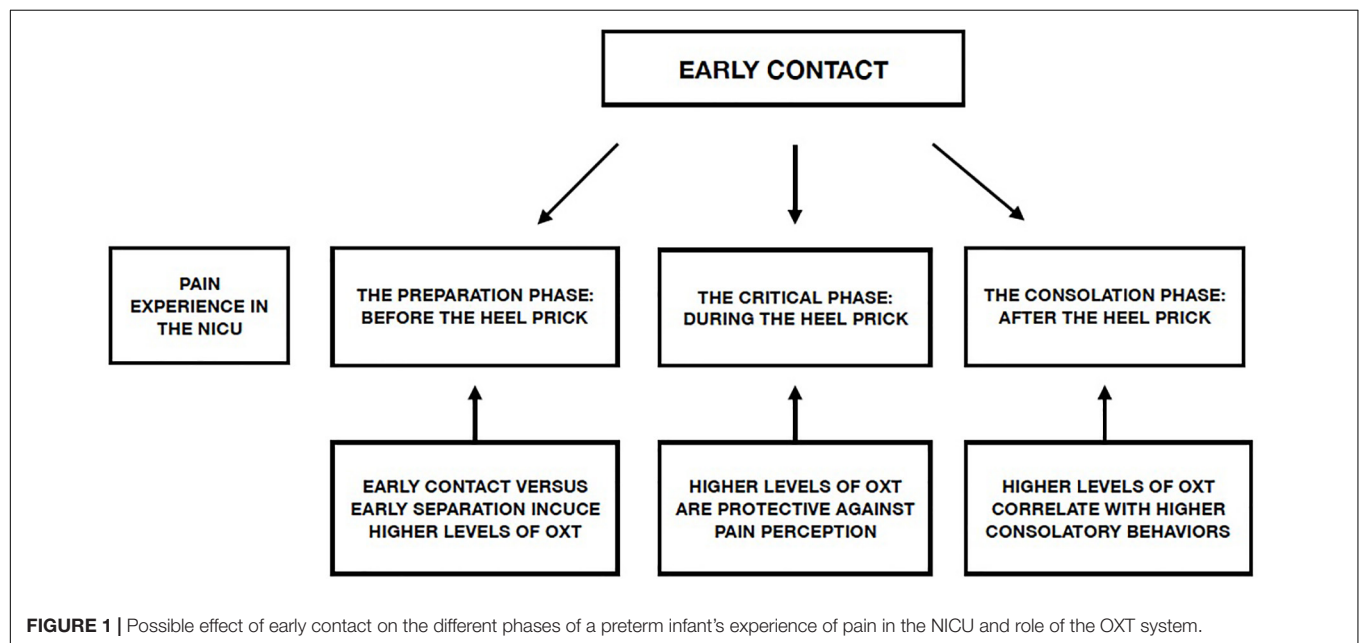 EARLY CONTACT
PAIN
EXPERIENCE IN
THE NICU
THE PREPARATION PHASE:
BEFORE THE HEEL PRICK
THE CRITICAL PHASE:
DURING THE HEEL PRICK
THE CONSOLATION PHASE:
AFTER THE HEEL PRICK
EARLY CONTACT VERSUS
EARLY SEPARATION INCUCE
HIGHER LEVELS OF OXT
HIGHER LEVELS OF OXT
ARE PROTECTIVE AGAINST
PAIN PERCEPTION
HIGHER LEVELS OF OXT
CORRELATE WITH HIGHER
CONSOLATORY BEHAVIORS
FIGURE 1 | Possible effect of early contact on the different phases of a preterm infant's experience of pain in the NICU and role of the OXT system.